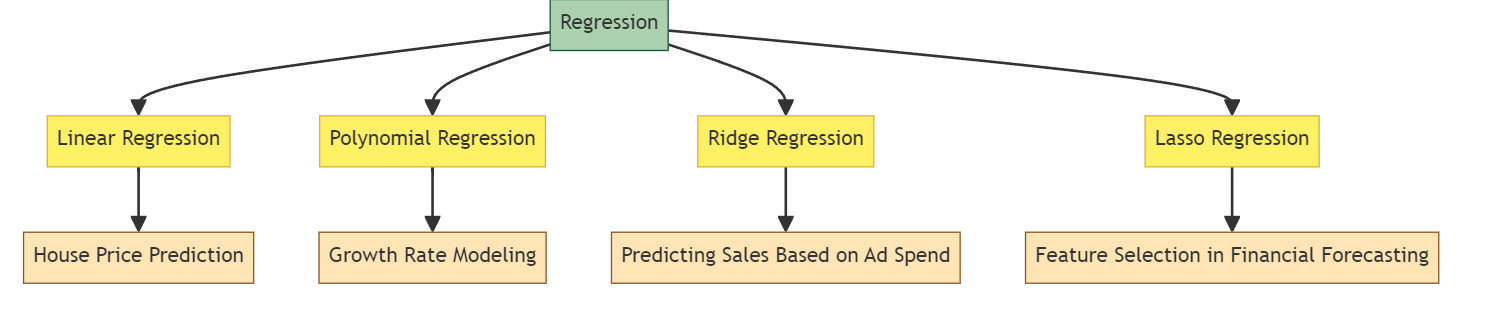 Regression
Linear Regression
Polynomial Regression
Ridge Regression
Lasso Regression
House Price Prediction
Growth Rate Modeling
Predicting Sales Based on Ad Spend
Feature Selection in Financial Forecasting